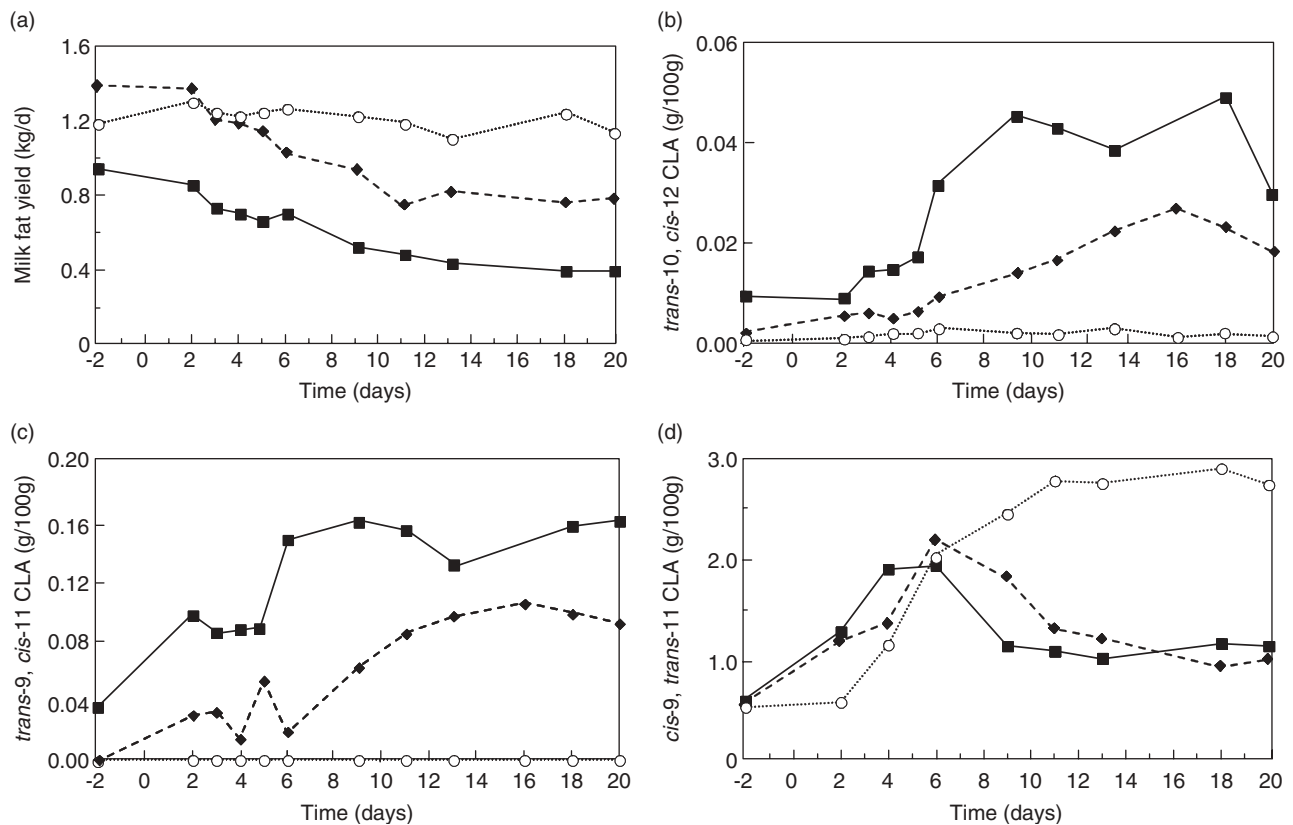 (a)
Milk fat yield (kg/d)
1.6
1.2
0.8
0.4
0
-2 0 2 4 6 8 10 12 14 16 18 20
Time (days)
(b)
trans-10, cis-12 CLA (g/100g)
0.06
0.04
0.02
0.00
-2 0 2 4 6 8 10 12 14 16 18 20
Time (days)
(c)
trans-9, cis-11 CLA (g/100g)
0.20
0.16
0.12
0.08
0.04
0.00
-2 0 2 4 6 8 10 12 14 16 18 20
Time (days)
(d)
cis-9, trans-11 CLA (g/100g)
3.0
2.0
1.0
0
-2 0 2 4 6 8 10 12 14 16 18 20
Time (days)